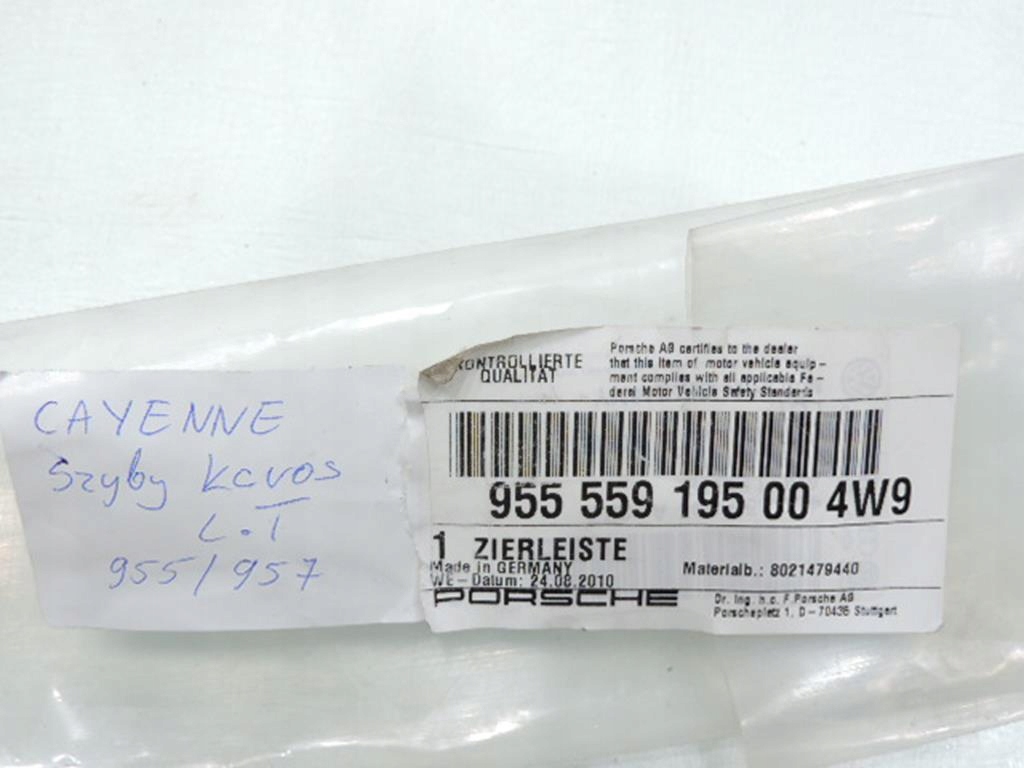 CAYENNE
Szyby Karos
L.T
955/957
KONTROLLIERTE
QUALITÄT
Porsche AG certifies to the dealer
that this item of motor vehicle equip-
ment complies with all applicable Fe-
deral Motor Vehicle Safety Standards
955 559 195 00 4W9
1 ZIERLEISTE
Made in GERMANY
WE-Datum: 24.08.2010
Materialb.: 8021479440
PORSCHE
Dr. Ing. h.c. F.Porsche AG
Porscheplatz 1, D-70435 Stuttgart